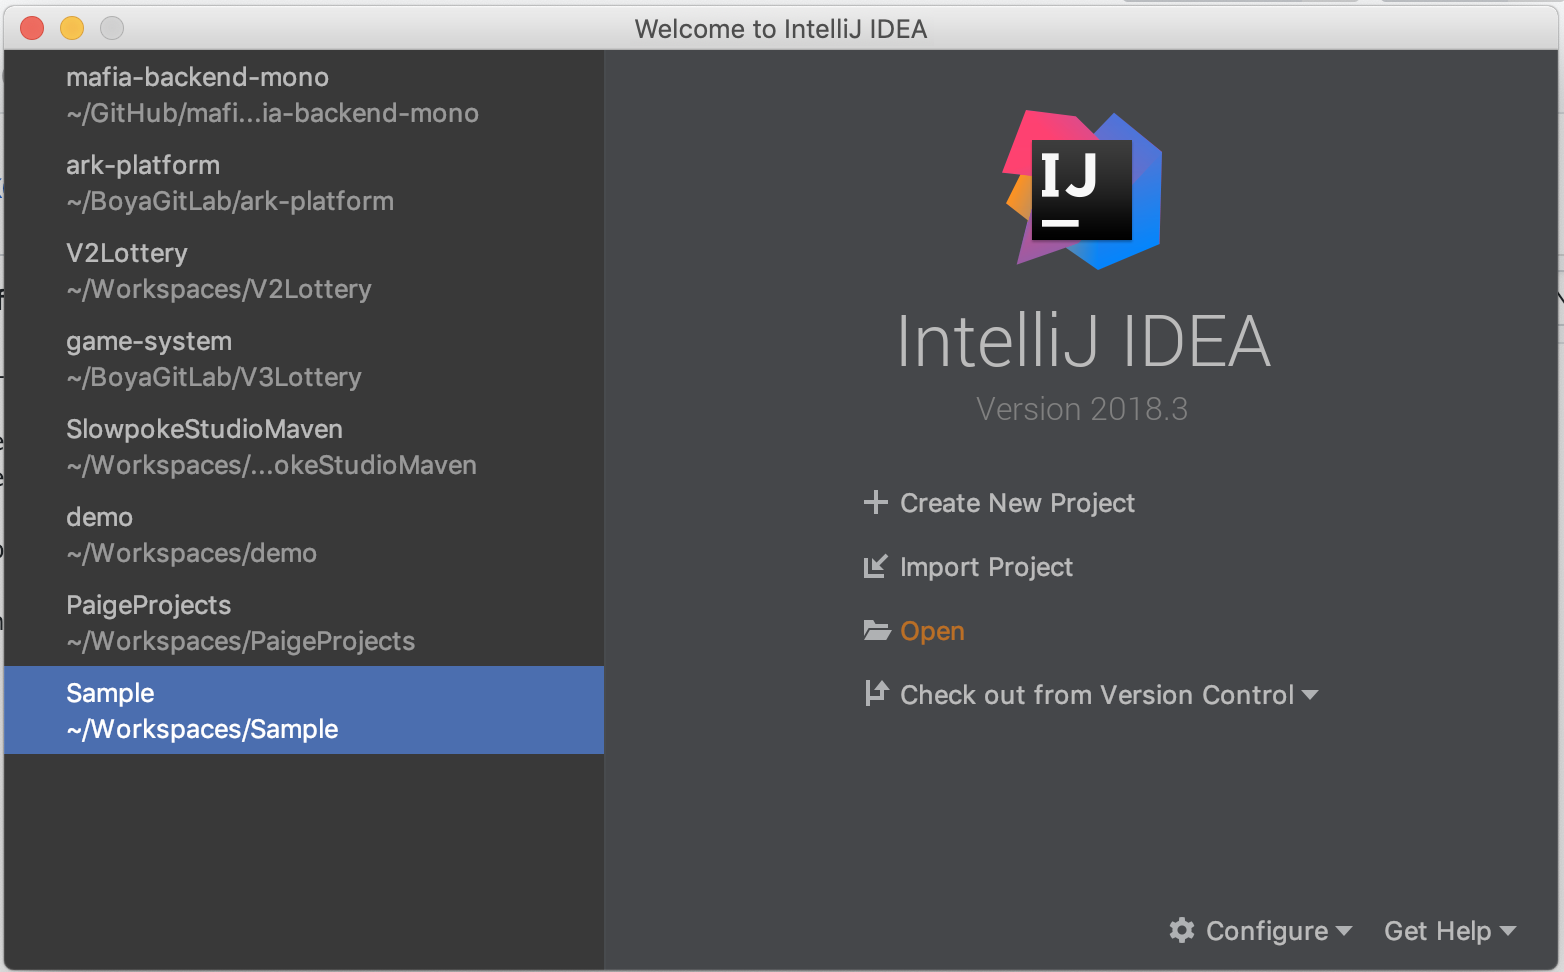 Welcome to IntelliJ IDEA
mafia-backend-mono
~/GitHub/mafi...ia-backend-mono
ark-platform
~/BoyaGitLab/ark-platform
V2Lottery
~/Workspaces/V2Lottery
game-system
~/BoyaGitLab/V3Lottery
SlowpokeStudioMaven
~/Workspaces/...okeStudioMaven
demo
~/Workspaces/demo
PaigeProjects
~/Workspaces/PaigeProjects
Sample
~/Workspaces/Sample
IJ
IntelliJ IDEA
Version 2018.3
Create New Project
Import Project
Open
Check out from Version Control
Configure
Get Help